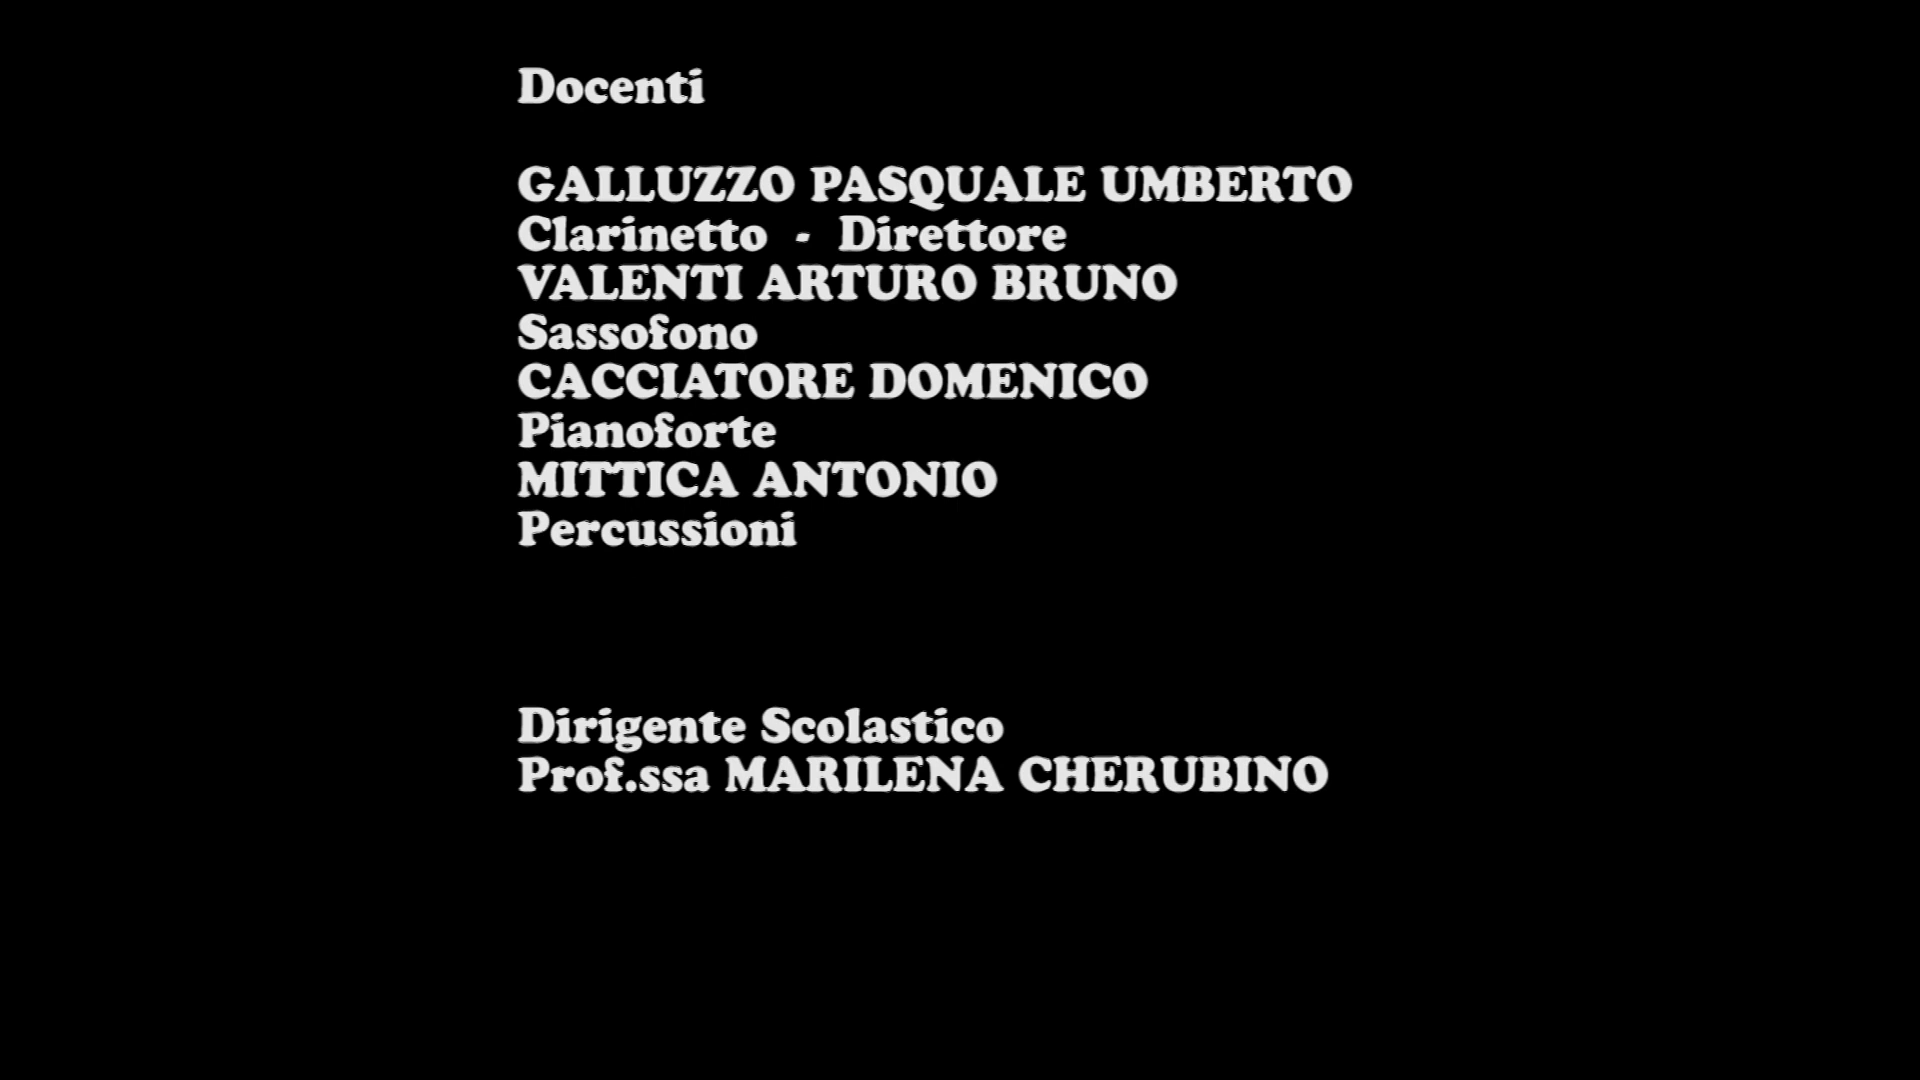 Docenti
GALLUZZO PASQUALE UMBERTO
Clarinetto - Direttore
VALENTI ARTURO BRUNO
Sassofono
CACCIATORE DOMENICO
Pianoforte
MITTICA ANTONIO
Percussioni
Dirigente Scolastico
Prof.ssa MARILENA CHERUBINO